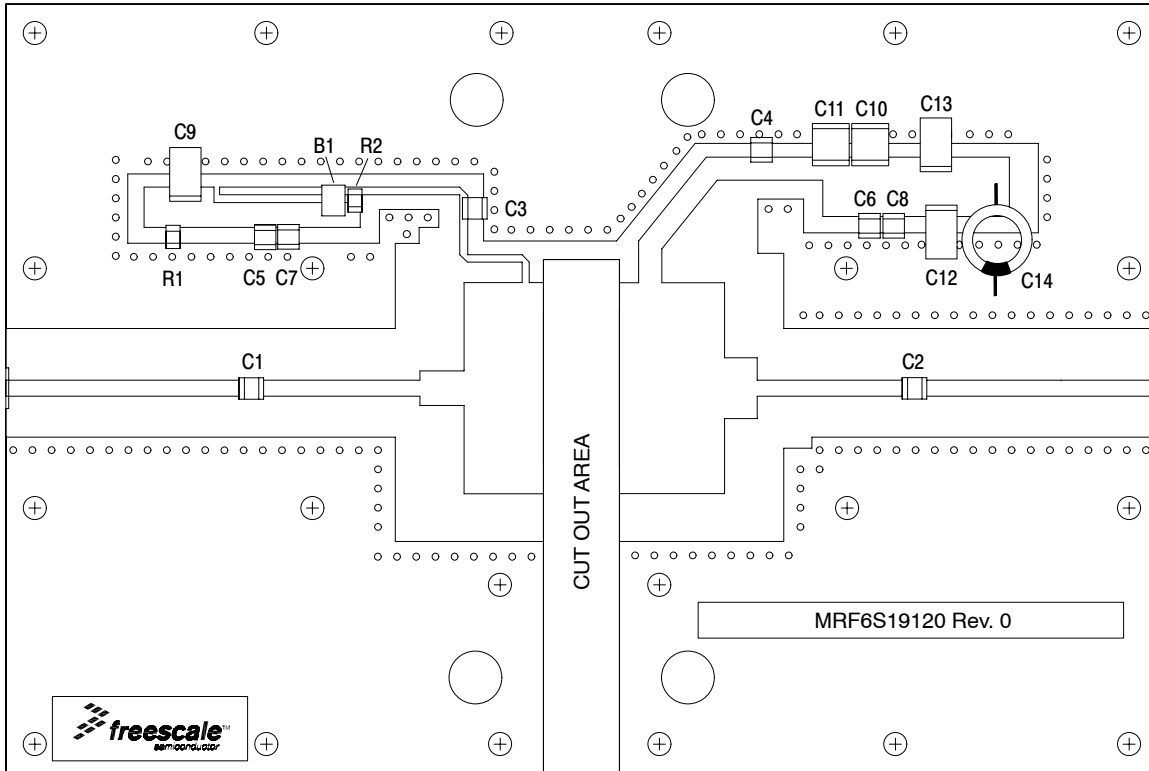 C4
C11
C10
C13
C9
B1
R2
C3
C6
C8
R1
C5
C7
C12
C14
C1
C2
CUT OUT AREA
MRF6S19120 Rev. 0
freescale™
semiconductor